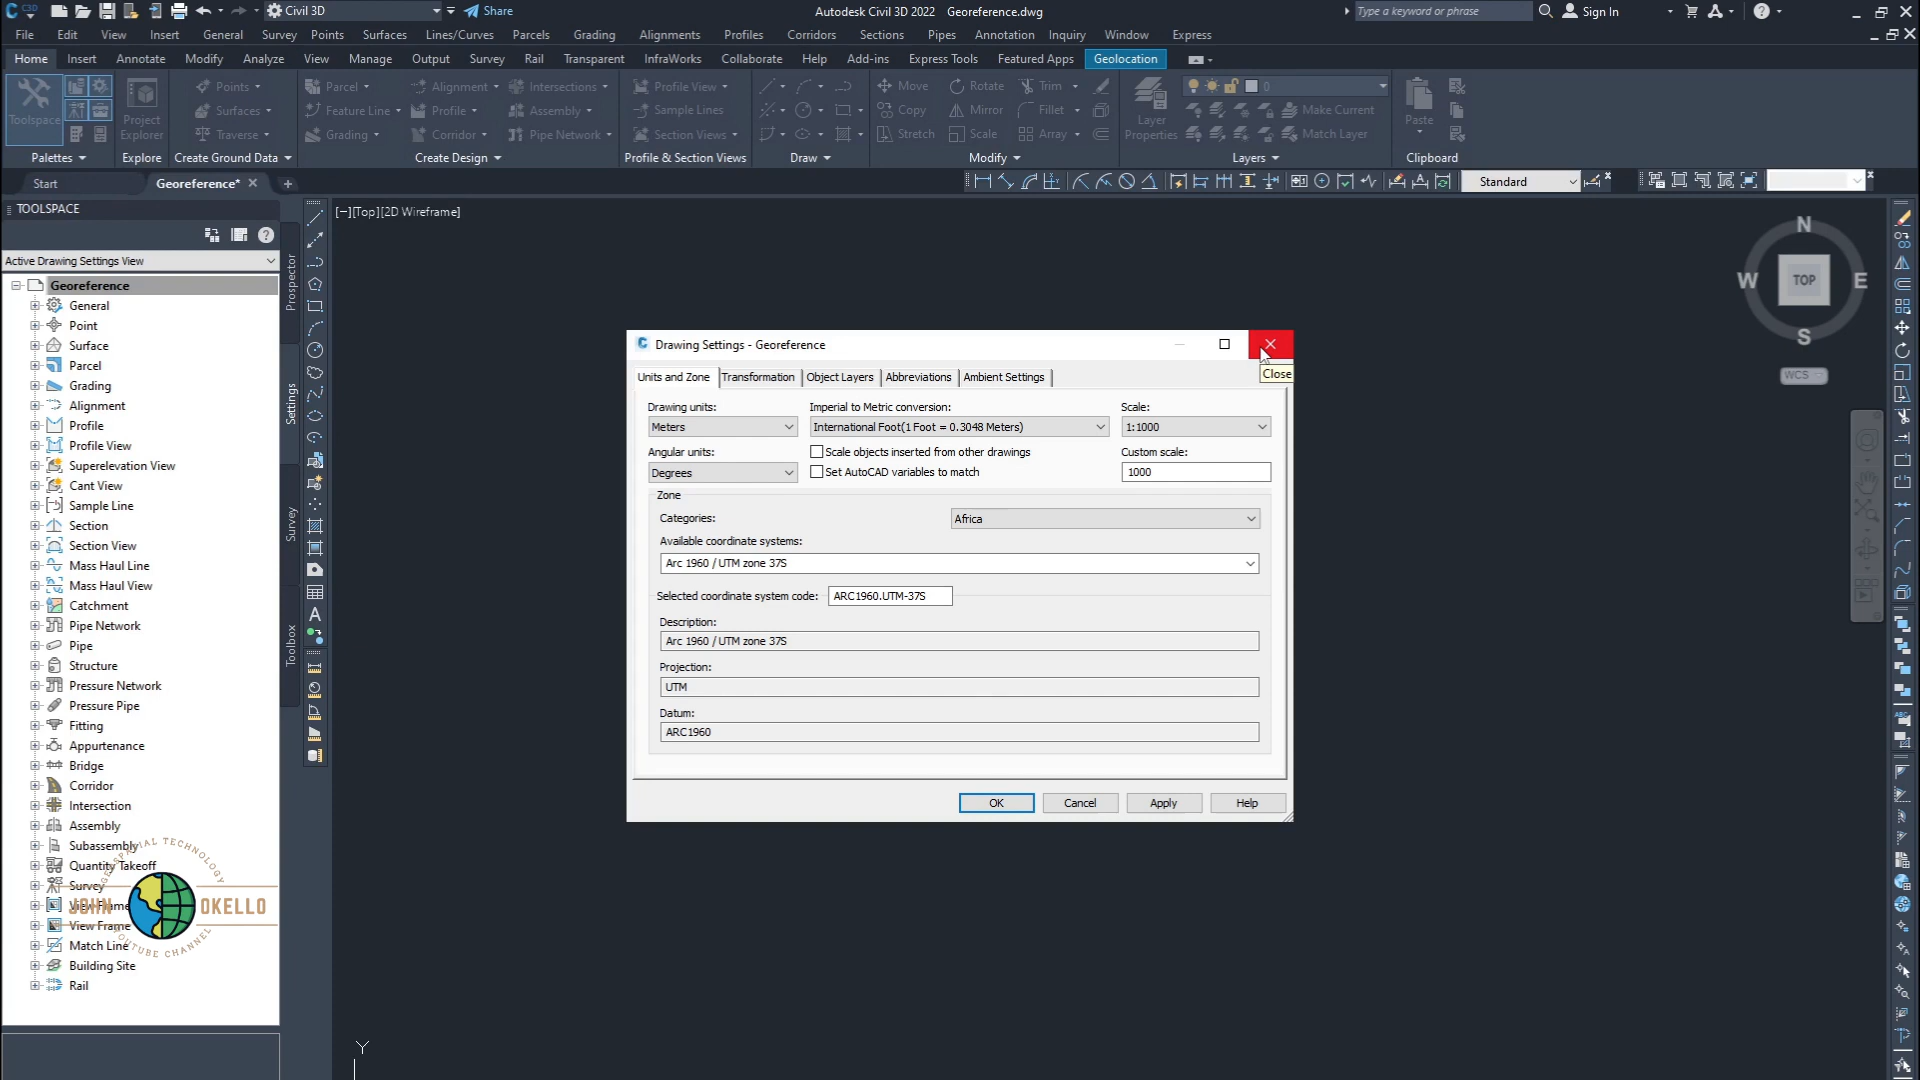 Civil 3D
Share
Autodesk Civil 3D 2022 Georeference.dwg
Type a keyword or phrase
Sign In
File Edit View Insert General Survey Points Surfaces Lines/Curves Parcels Grading Alignments Profiles Corridors Sections Pipes Annotation Inquiry Window Express
Home Insert Annotate Modify Analyze View Manage Output Survey Rail Transparent InfraWorks Collaborate Help Add-ins Express Tools Featured Apps Geolocation
Points Parcel Alignment Intersections Profile View Move Rotate Trim 0
Surfaces Feature Line Profile Assembly Sample Lines Copy Mirror Fillet Make Current
Toolspace Project Explorer Traverse Grading Corridor Pipe Network Section Views Stretch Scale Array Layer Properties Match Layer Paste
Palettes Explore Create Ground Data Create Design Profile & Section Views Draw Modify Layers Clipboard
Start Georeference* Standard
TOOLSPACE
[−][Top][2D Wireframe]
Active Drawing Settings View
Georeference
General
Point
Surface
Parcel
Grading
Alignment
Profile
Profile View
Superelevation View
Cant View
Sample Line
Section
Section View
Mass Haul Line
Mass Haul View
Catchment
Pipe Network
Pipe
Structure
Pressure Network
Pressure Pipe
Fitting
Appurtenance
Bridge
Corridor
Intersection
Assembly
Subassembly
Quantity Takeoff
Survey
View Frame
View Frame
Match Line
Building Site
Rail
Prospector
Settings
Survey
Toolbox
GEOSPATIAL TECHNOLOGY
JOHN OKELLO
YOUTUBE CHANNEL
N
W TOP E
S
WCS
Drawing Settings - Georeference
Close
Units and Zone Transformation Object Layers Abbreviations Ambient Settings
Drawing units: Imperial to Metric conversion: Scale:
Meters International Foot(1 Foot = 0.3048 Meters) 1:1000
Angular units: Scale objects inserted from other drawings Custom scale:
Degrees Set AutoCAD variables to match 1000
Zone
Categories: Africa
Available coordinate systems:
Arc 1960 / UTM zone 37S
Selected coordinate system code: ARC1960.UTM-37S
Description:
Arc 1960 / UTM zone 37S
Projection:
UTM
Datum:
ARC1960
OK Cancel Apply Help
Y